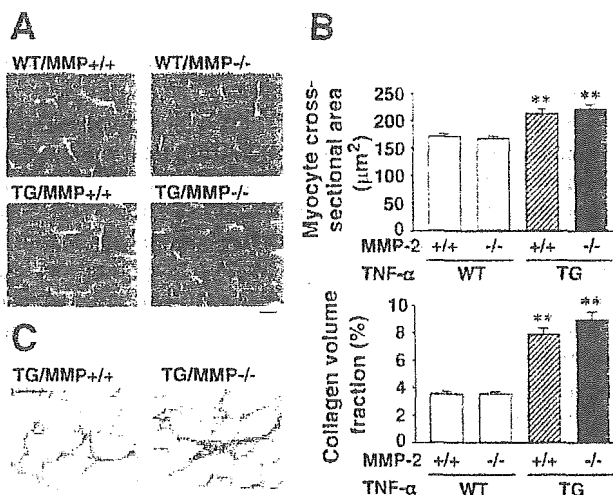 A
WT/MMP+/+ WT/MMP-/-
TG/MMP+/+ TG/MMP-/-
C
TG/MMP+/+ TG/MMP-/-
B
Myocyte cross-
sectional area
(μm²)
250
200
150
100
50
0
** **
MMP-2 +/+ -/- +/+ -/-
TNF-α WT TG
Collagen volume
fraction (%)
10
8
6
4
2
0
** **
MMP-2 +/+ -/- +/+ -/-
TNF-α WT TG